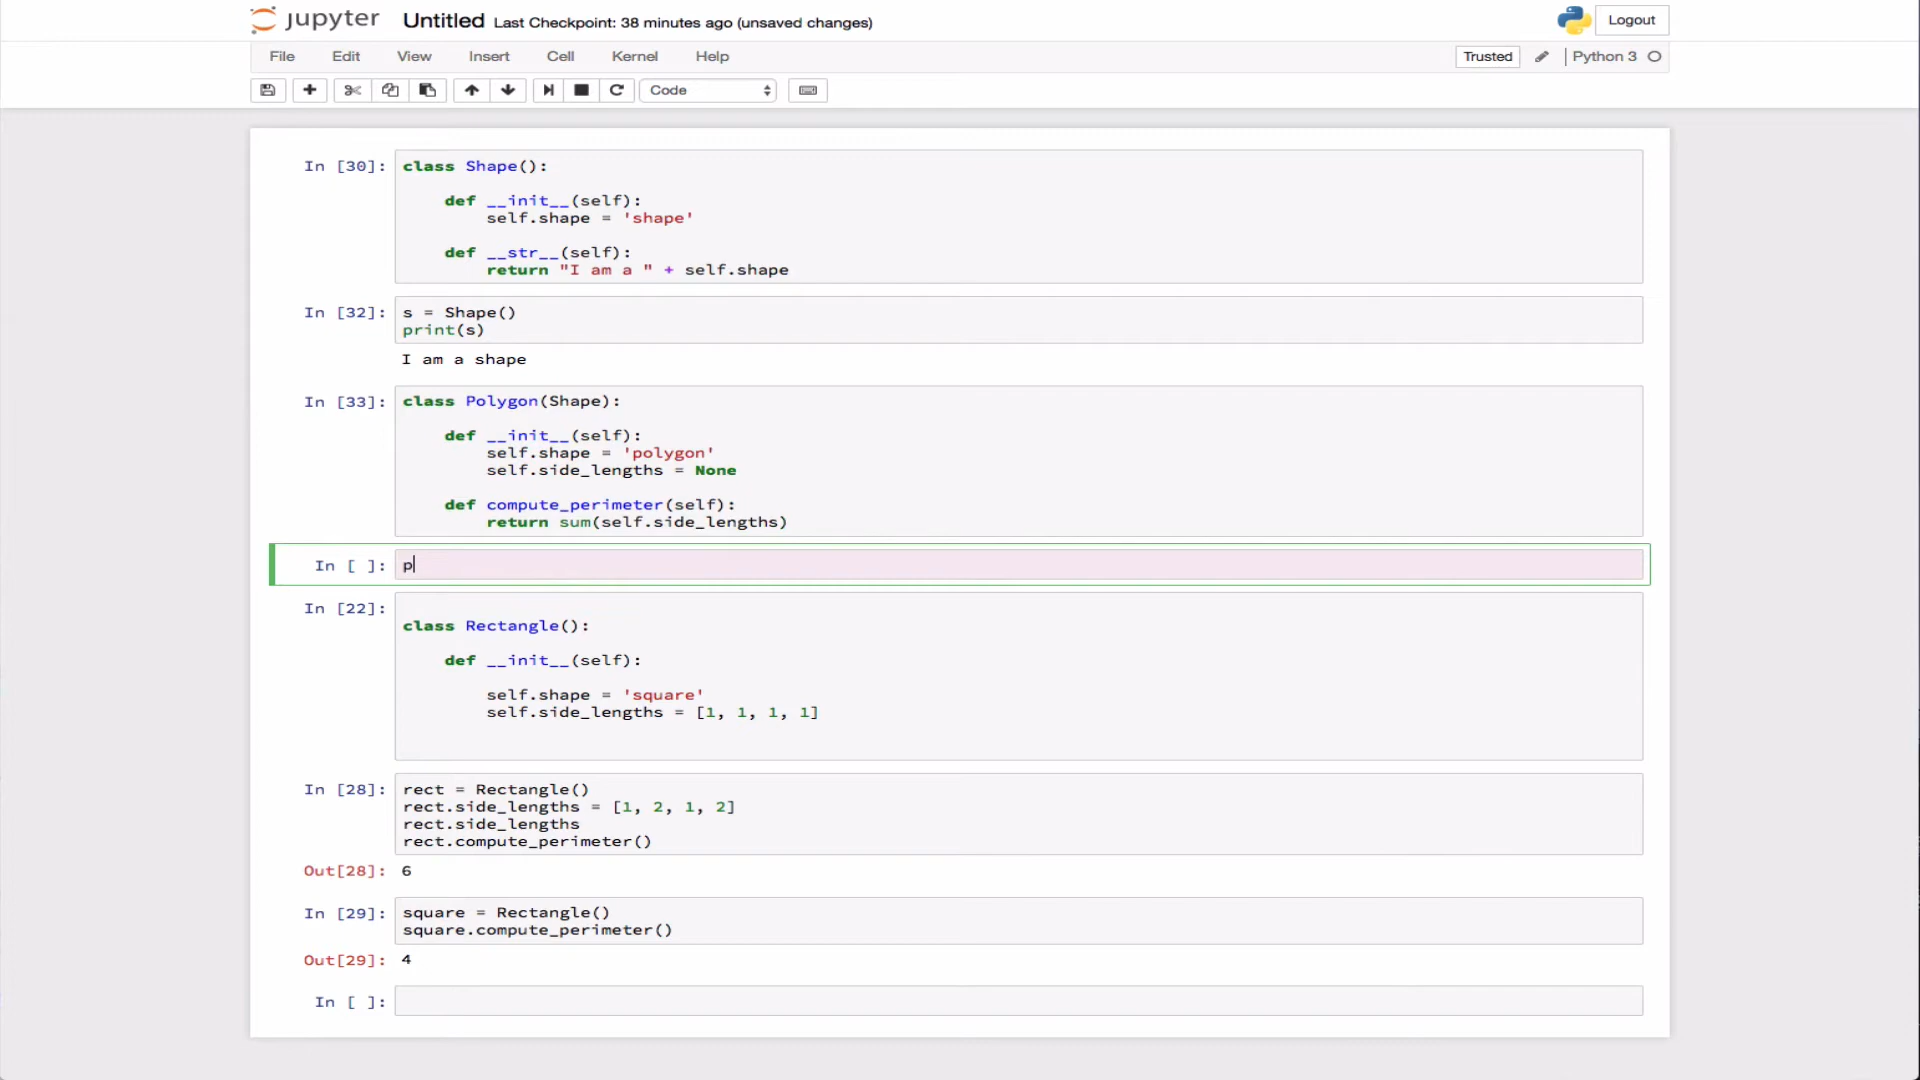 jupyter Untitled Last Checkpoint: 38 minutes ago (unsaved changes) Logout
File Edit View Insert Cell Kernel Help Trusted Python 3
Code
In [30]: class Shape():
def __init__(self):
self.shape = 'shape'
def __str__(self):
return "I am a " + self.shape
In [32]: s = Shape()
print(s)
I am a shape
In [33]: class Polygon(Shape):
def __init__(self):
self.shape = 'polygon'
self.side_lengths = None
def compute_perimeter(self):
return sum(self.side_lengths)
In [ ]: p
In [22]:
class Rectangle():
def __init__(self):
self.shape = 'square'
self.side_lengths = [1, 1, 1, 1]
In [28]: rect = Rectangle()
rect.side_lengths = [1, 2, 1, 2]
rect.side_lengths
rect.compute_perimeter()
Out[28]: 6
In [29]: square = Rectangle()
square.compute_perimeter()
Out[29]: 4
In [ ]: